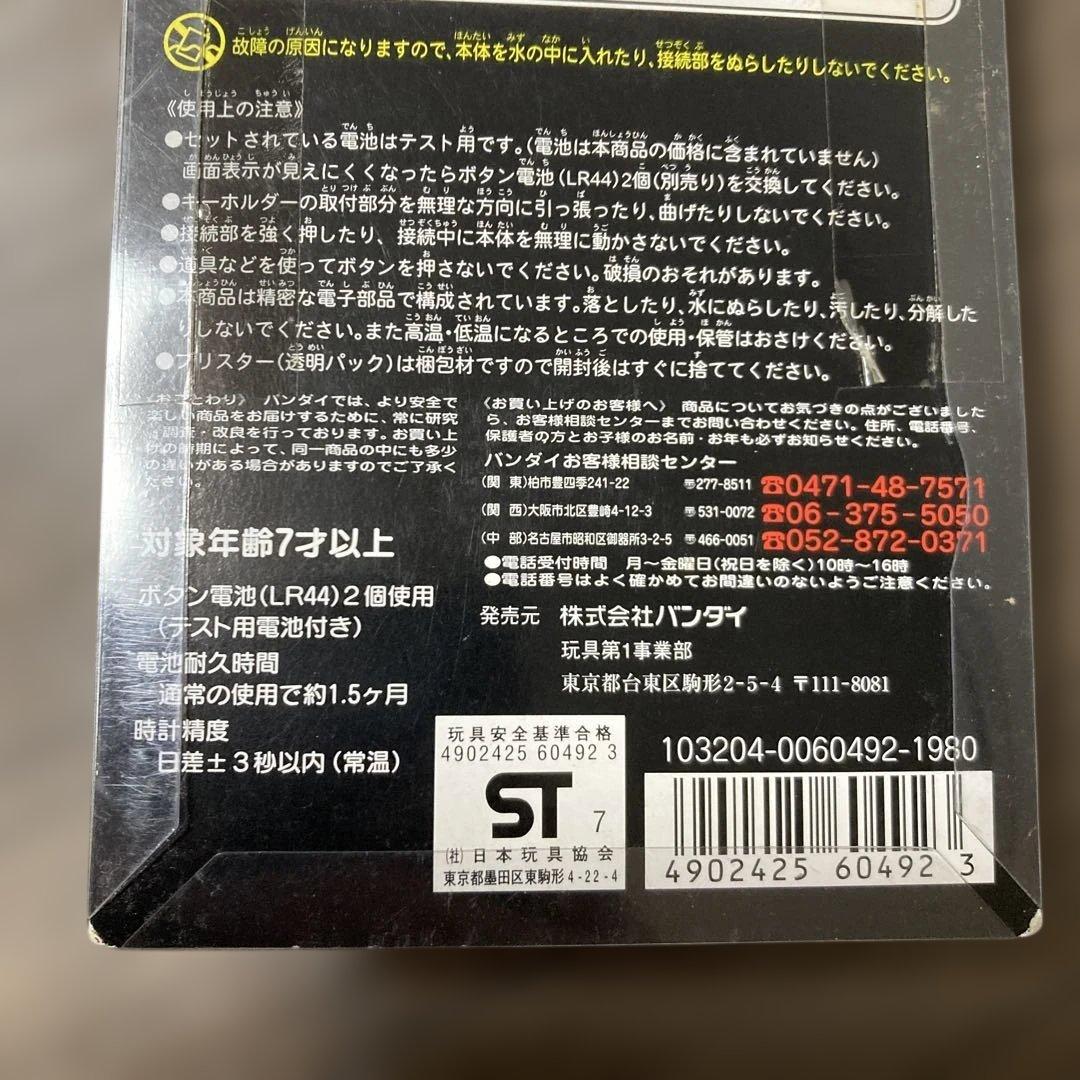 故障の原因になりますので、本体を水の中に入れたり、接続部をぬらしたりしないでください。
《使用上の注意》
●セットされている電池はテスト用です。(電池は本商品の価格に含まれていません)
画面表示が見えにくくなったらボタン電池(LR44)2個(別売り)を交換してください。
●キーホルダーの取付部分を無理な方向に引っ張ったり、曲げたりしないでください。
●接続部を強く押したり、接続中に本体を無理に動かさないでください。
●道具などを使ってボタンを押さないでください。破損のおそれがあります。
●本商品は精密な電子部品で構成されています。落としたり、水にぬらしたり、汚したり、分解した
りしないでください。また高温・低温になるところでの使用・保管はおさけください。
●ブリスター(透明パック)は梱包材ですので開封後はすぐに捨ててください。
《おことわり》 バンダイでは、より安全で
楽しい商品をお届けするために、常に研究
・調査・改良を行っております。お買い上
げの時期によって、同一商品の中にも多少
の違いがある場合がありますのでご了承く
ださい。
《お買い上げのお客様へ》 商品についてお気づきの点がございました
ら、お客様相談センターまでお問い合わせください。住所、電話番号、
保護者の方とお子様のお名前・お年も必ずお知らせください。
バンダイお客様相談センター
(関 東)柏市豊四季241-22 〒277-8511 ☎0471-48-7571
(関 西)大阪市北区豊崎4-12-3 〒531-0072 ☎06-375-5050
(中 部)名古屋市昭和区御器所3-2-5 〒466-0051 ☎052-872-0371
●電話受付時間 月～金曜日(祝日を除く)10時～16時
●電話番号はよく確かめてお間違いのないようご注意ください。
対象年齢7才以上
ボタン電池(LR44)2個使用
(テスト用電池付き)
電池耐久時間
通常の使用で約1.5ヶ月
時計精度
日差±3秒以内(常温)
発売元 株式会社バンダイ
玩具第1事業部
東京都台東区駒形2-5-4 〒111-8081
玩具安全基準合格
4902425 60492 3
ST 7
(社)日本玩具協会
東京都墨田区東駒形4-22-4
103204-0060492-1980
4902425 60492 3